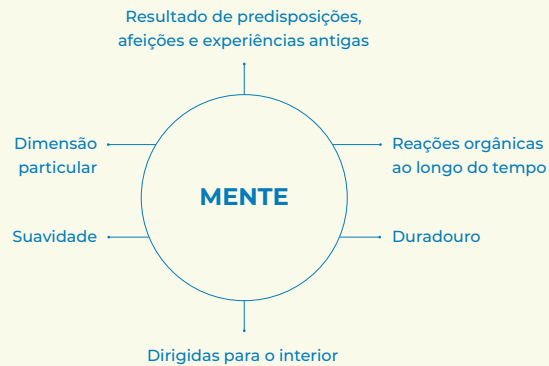 Resultado de predisposições,
afeições e experiências antigas
Dimensão
particular
Reações orgânicas
ao longo do tempo
MENTE
Suavidade
Duradouro
Dirigidas para o interior